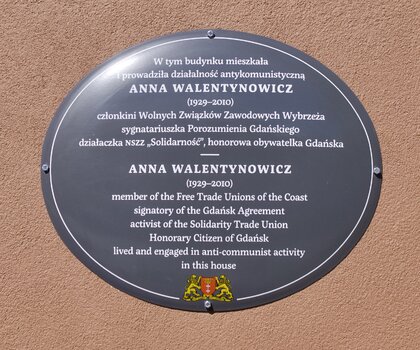 W tym budynku mieszkała
i prowadziła działalność antykomunistyczną
ANNA WALENTYNOWICZ
(1929–2010)
członkini Wolnych Związków Zawodowych Wybrzeża
sygnatariuszka Porozumienia Gdańskiego
działaczka NSZZ „Solidarność”, honorowa obywatelka Gdańska
ANNA WALENTYNOWICZ
(1929–2010)
member of the Free Trade Unions of the Coast
signatory of the Gdańsk Agreement
activist of the Solidarity Trade Union
Honorary Citizen of Gdańsk
lived and engaged in anti-communist activity
in this house